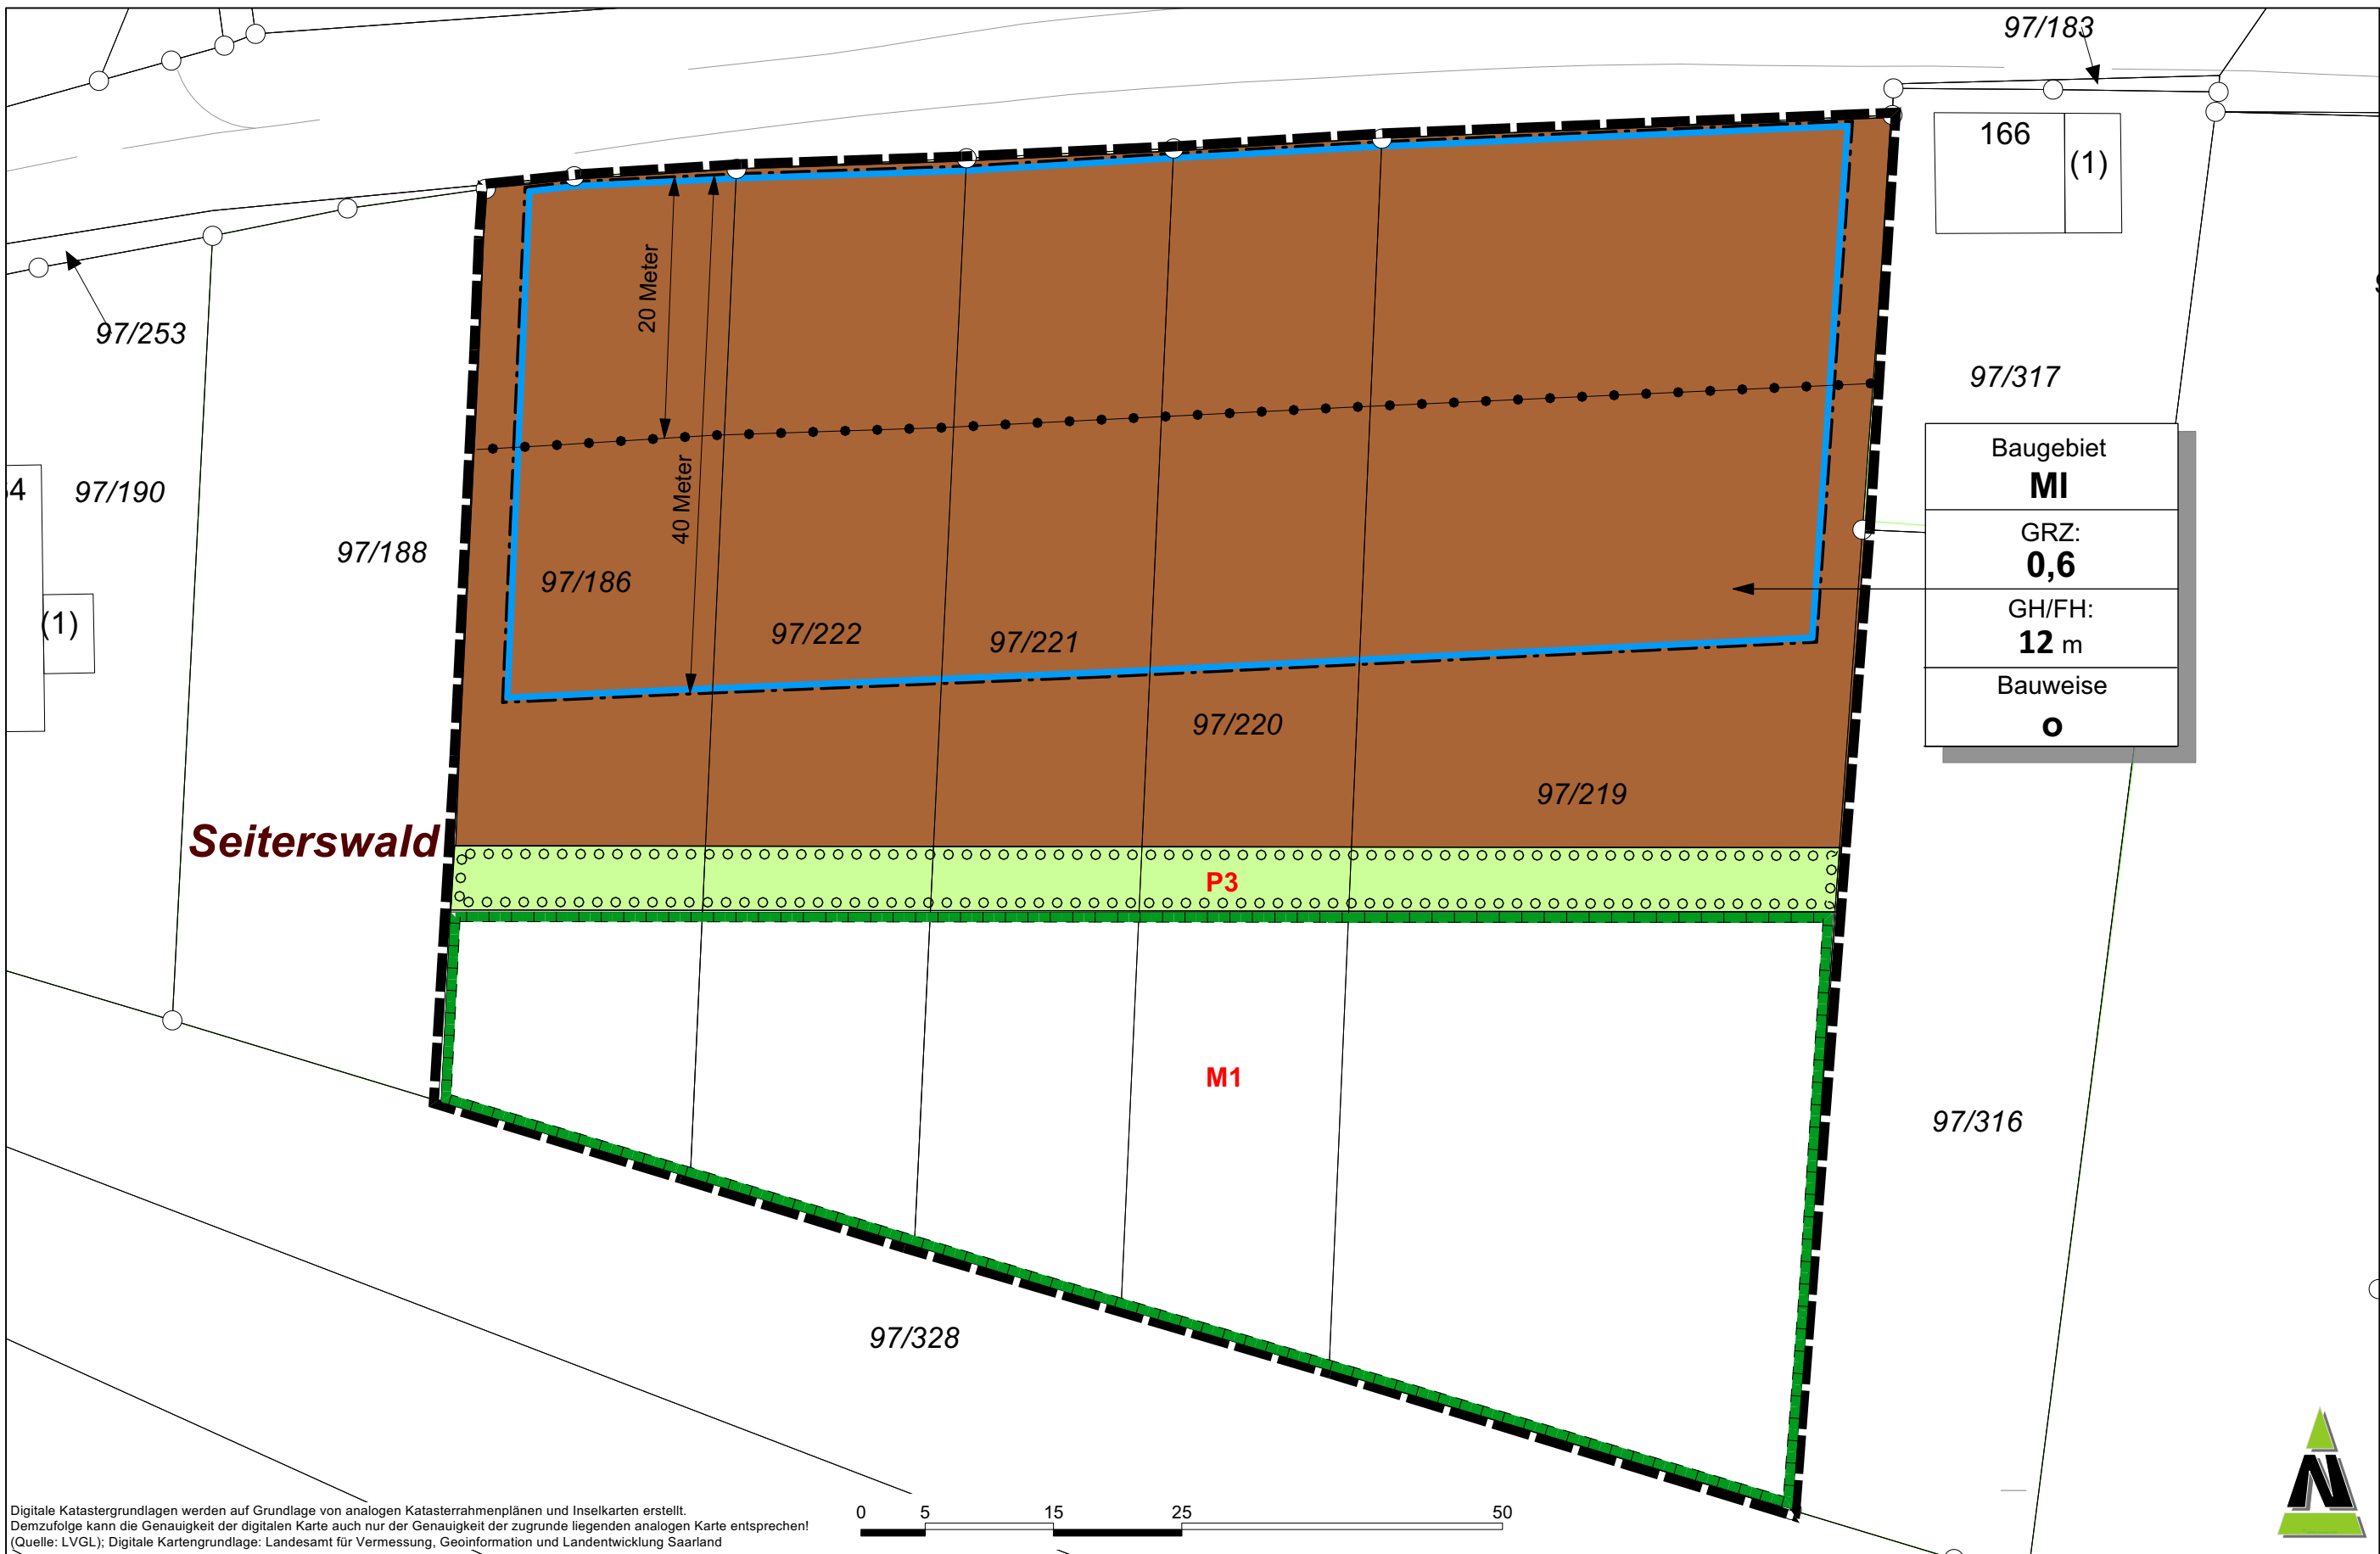 97/183
166
(1)
20 Meter
97/253
97/317
Baugebiet
MI
GRZ:
0,6
GH/FH:
12 m
Bauweise
o
4
97/190
40 Meter
97/188
97/186
(1)
97/222
97/221
97/220
97/219
Seiterswald
P3
M1
97/316
97/328
Digitale Katastergrundlagen werden auf Grundlage von analogen Katasterrahmenplänen und Inselkarten erstellt.
Demzufolge kann die Genauigkeit der digitalen Karte auch nur der Genauigkeit der zugrunde liegenden analogen Karte entsprechen!
(Quelle: LVGL); Digitale Kartengrundlage: Landesamt für Vermessung, Geoinformation und Landentwicklung Saarland
0 5 15 25 50
N